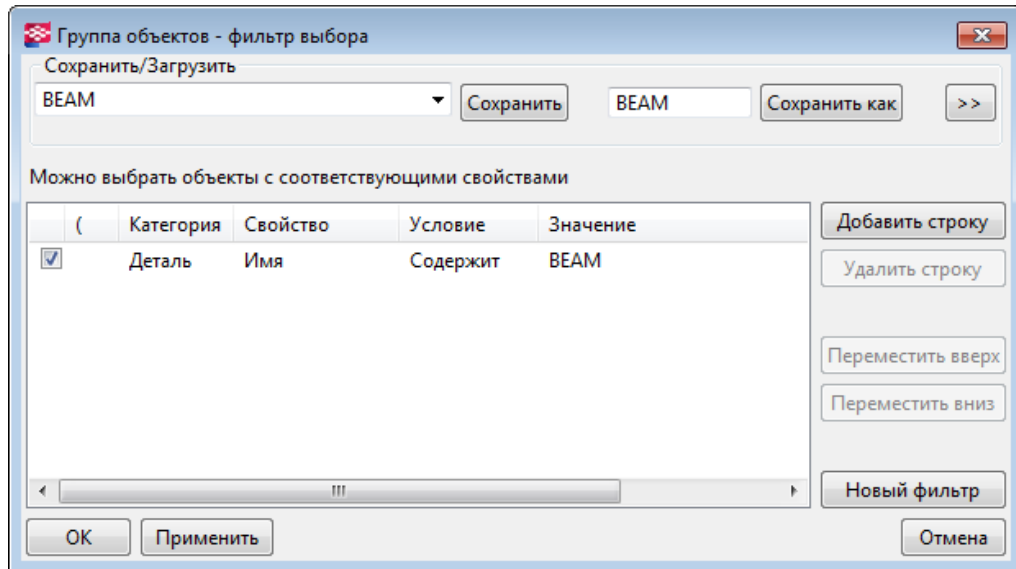 Группа объектов - фильтр выбора
Сохранить/Загрузить
BEAM Сохранить BEAM Сохранить как >>
Можно выбрать объекты с соответствующими свойствами
( Категория Свойство Условие Значение
Деталь Имя Содержит BEAM
Добавить строку
Удалить строку
Переместить вверх
Переместить вниз
Новый фильтр
OK Применить Отмена